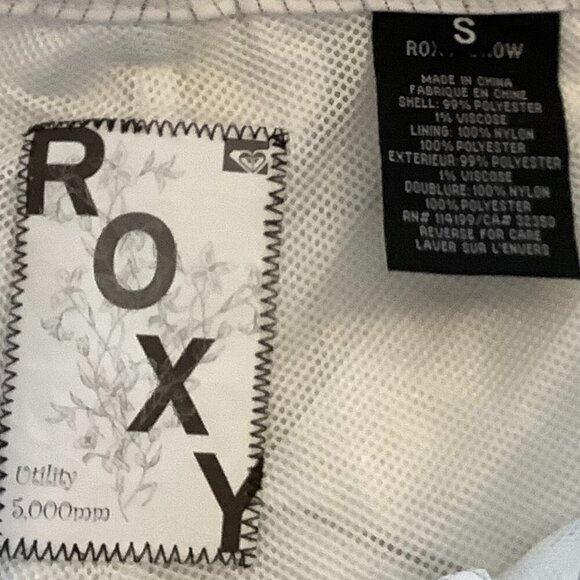 R
O
X
Y
Utility
5,000mm
S
MADE IN CHINA
FABRIQUE EN CHINE
SHELL: 99% POLYESTER
1% VISCOSE
LINING: 100% NYLON
100% POLYESTER
EXTERIEUR: 99% POLYESTER
1% VISCOSE
DOUBLURE: 100% NYLON
100% POLYESTER
RN# 114199/CA# 32350
REVERSE FOR CARE
LAVER SUR L'ENVERS